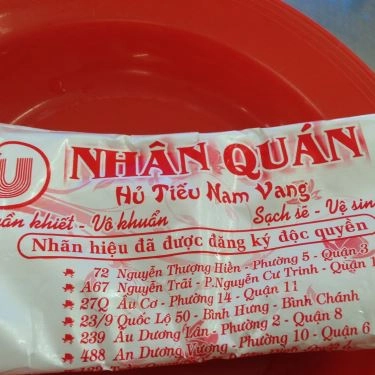 NHÂN QUÁN
Hủ Tiếu Nam Vang
khiết - Vô khuẩn
Sạch sẽ - Vệ sin
Nhãn hiệu đã được đăng ký độc quyền
72 Nguyễn Thượng Hiền - Phường 5 - Quận 3
A67 Nguyễn Trãi - P.Nguyễn Cư Trinh - Quận 1
27Q Âu Cơ - Phường 14 - Quận 11
23/9 Quốc Lộ 50 - Bình Hưng - Bình Chánh
239 Âu Dương Lân - Phường 2 - Quận 8
488 An Dương Vương - Phường 10 - Quận 6